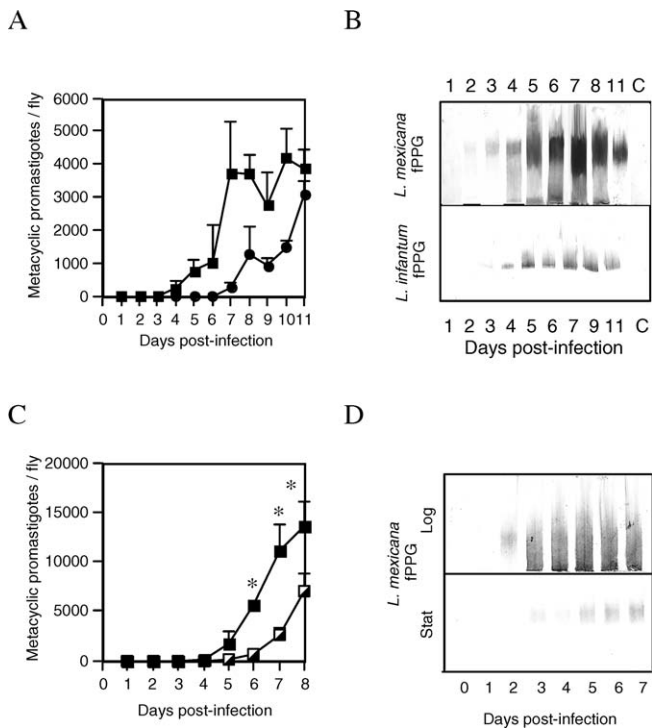 A
6000
5000
4000
3000
2000
1000
0
Metacyclic promastigotes / fly
0 1 2 3 4 5 6 7 8 9 10 11
Days post-infection
B
1 2 3 4 5 6 7 8 11 C
L. mexicana
fPPG
L. infantum
fPPG
1 2 3 4 5 6 7 9 11 C
Days post-infection
C
20000
15000
10000
5000
0
Metacyclic promastigotes / fly
*
*
*
0 1 2 3 4 5 6 7 8
Days post-infection
D
L. mexicana
fPPG
Log
Stat
0 1 2 3 4 5 6 7
Days post-infection